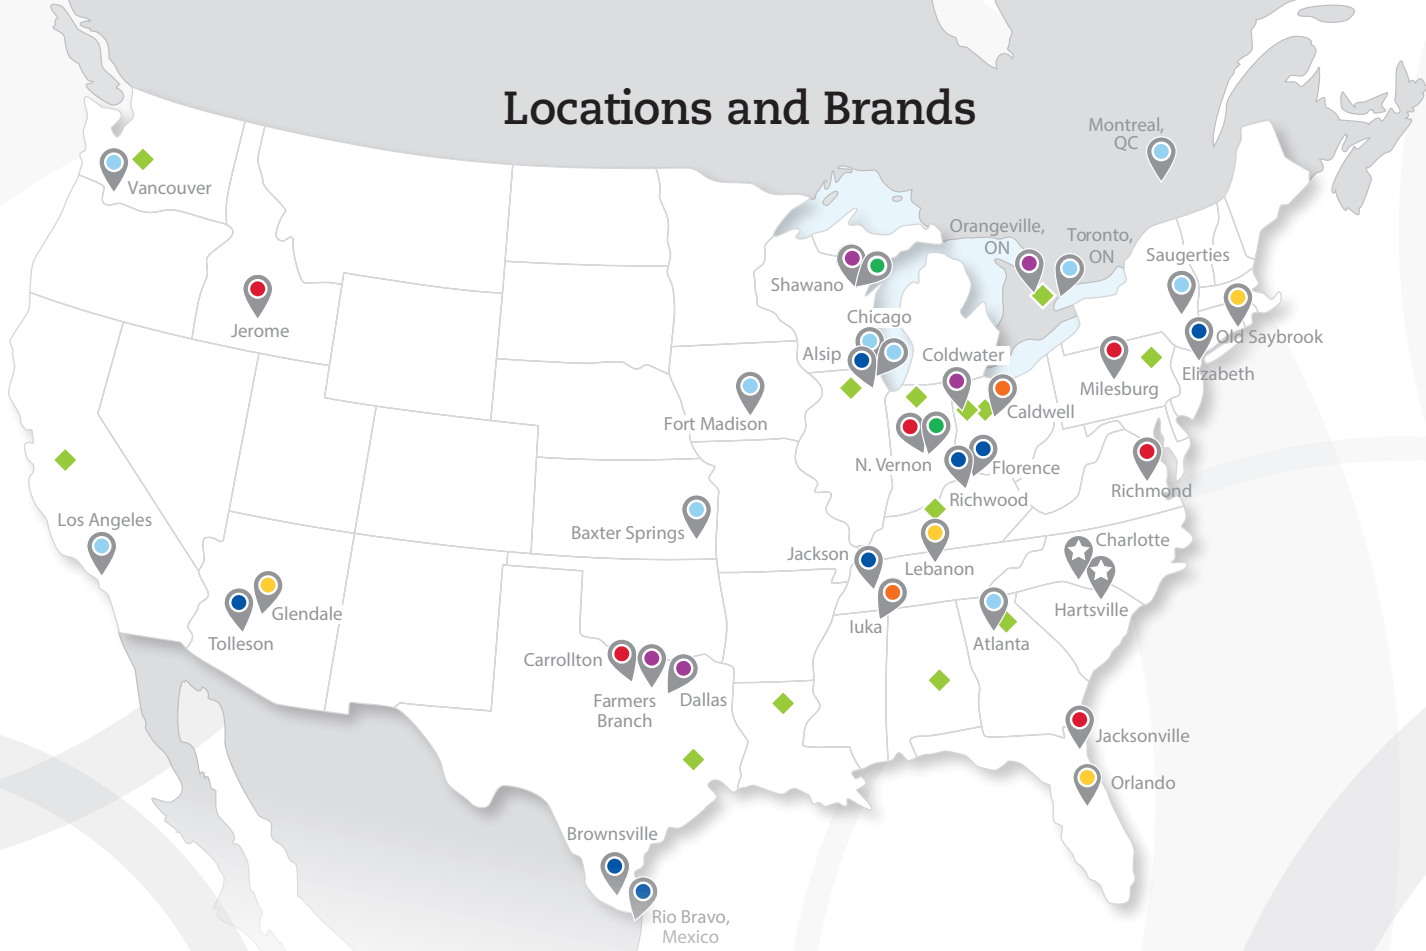 Locations and Brands
Montreal,
QC
Vancouver
Orangeville,
ON
Toronto,
ON
Saugerties
Shawano
Chicago
Jerome
Old Saybrook
Alsip
Coldwater
Elizabeth
Milesburg
Caldwell
Fort Madison
N. Vernon
Florence
Richmond
Richwood
Los Angeles
Baxter Springs
Charlotte
Jackson
Lebanon
Hartsville
Glendale
Iuka
Tolleson
Atlanta
Carrollton
Farmers
Branch
Dallas
Jacksonville
Orlando
Brownsville
Rio Bravo,
Mexico